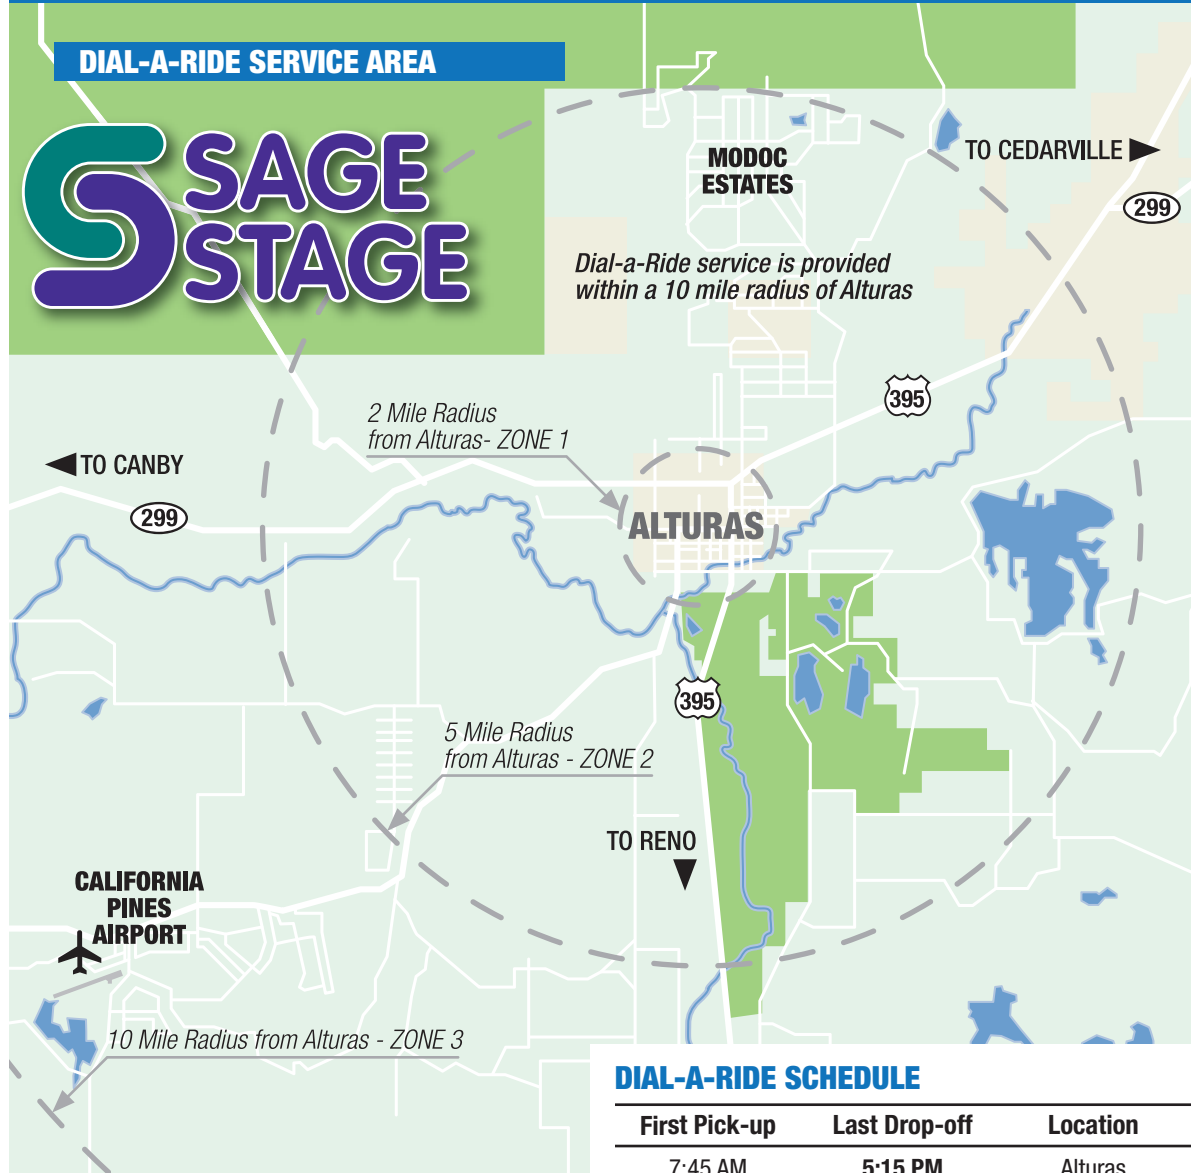 DIAL-A-RIDE SERVICE AREA
SAGE
STAGE
MODOC
ESTATES
TO CEDARVILLE
299
Dial-a-Ride service is provided
within a 10 mile radius of Alturas
395
2 Mile Radius
from Alturas- ZONE 1
TO CANBY
299
ALTURAS
395
5 Mile Radius
from Alturas - ZONE 2
TO RENO
CALIFORNIA
PINES
AIRPORT
10 Mile Radius from Alturas - ZONE 3
DIAL-A-RIDE SCHEDULE
First Pick-up Last Drop-off Location
7:45 AM 5:15 PM Alturas